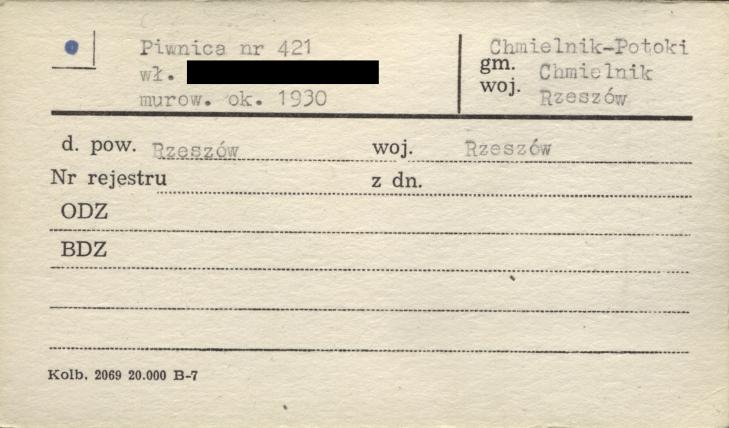 Piwnica nr 421
wł.
murow. ok. 1930
Chmielnik-Potoki
gm. Chmielnik
woj. Rzeszów
d. pow. Rzeszów woj. Rzeszów
Nr rejestru z dn.
ODZ
BDZ
Kolb. 2069 20.000 B-7